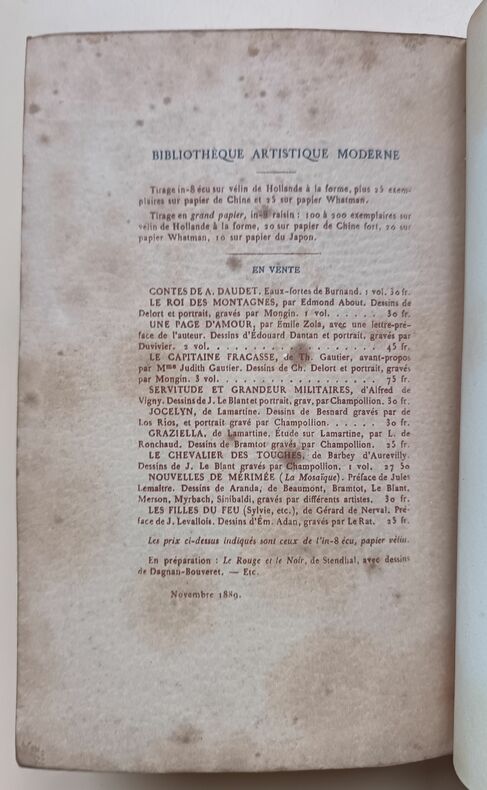 BIBLIOTHÈQUE ARTISTIQUE MODERNE
Tirage in-8 écu sur vélin de Hollande à la forme, plus 25 exem-
plaires sur papier de Chine et 25 sur papier Whatman.
Tirage en grand papier, in-8 raisin : 100 à 200 exemplaires sur
vélin de Hollande à la forme, 20 sur papier de Chine fort, 20 sur
papier Whatman, 10 sur papier du Japon.
EN VENTE
CONTES DE A. DAUDET. Eaux-fortes de Burnand. 1 vol. 30 fr.
LE ROI DES MONTAGNES, par Edmond About. Dessins de
Delort et portrait, gravés par Mongin. 1 vol. . . . . . 30 fr.
UNE PAGE D'AMOUR, par Emile Zola, avec une lettre-pré-
face de l'auteur. Dessins d'Édouard Dantan et portrait, gravés par
Duvivier. 2 vol. . . . . . . . . . . . . . . . . . 45 fr.
LE CAPITAINE FRACASSE, de Th. Gautier, avant-propos
par Mme Judith Gautier. Dessins de Ch. Delort et portrait, gravés
par Mongin. 3 vol. . . . . . . . . . . . . . . . . 75 fr.
SERVITUDE ET GRANDEUR MILITAIRES, d'Alfred de
Vigny. Dessins de J. Le Blant et portrait, grav. par Champollion. 30 fr.
JOCELYN, de Lamartine. Dessins de Besnard gravés par de
Los Rios, et portrait gravé par Champollion. . . . . . 30 fr.
GRAZIELLA, de Lamartine. Étude sur Lamartine, par L. de
Ronchaud. Dessins de Bramtot gravés par Champollion. 25 fr.
LE CHEVALIER DES TOUCHES, de Barbey d'Aurevilly.
Dessins de J. Le Blant gravés par Champollion. 1 vol. 27 50
NOUVELLES DE MÉRIMÉE (La Mosaïque). Préface de Jules
Lemaître. Dessins de Aranda, de Beaumont, Bramtot, Le Blant,
Merson, Myrbach, Sinibaldi, gravés par différents artistes. 30 fr.
LES FILLES DU FEU (Sylvie, etc.), de Gérard de Nerval. Pré-
face de J. Levallois. Dessins d'Ém. Adan, gravés par Le Rat. 25 fr.
Les prix ci-dessus indiqués sont ceux de l'in-8 écu, papier vélin.
En préparation : Le Rouge et le Noir, de Stendhal, avec dessins
de Dagnan-Bouveret. — Etc.
Novembre 1889.